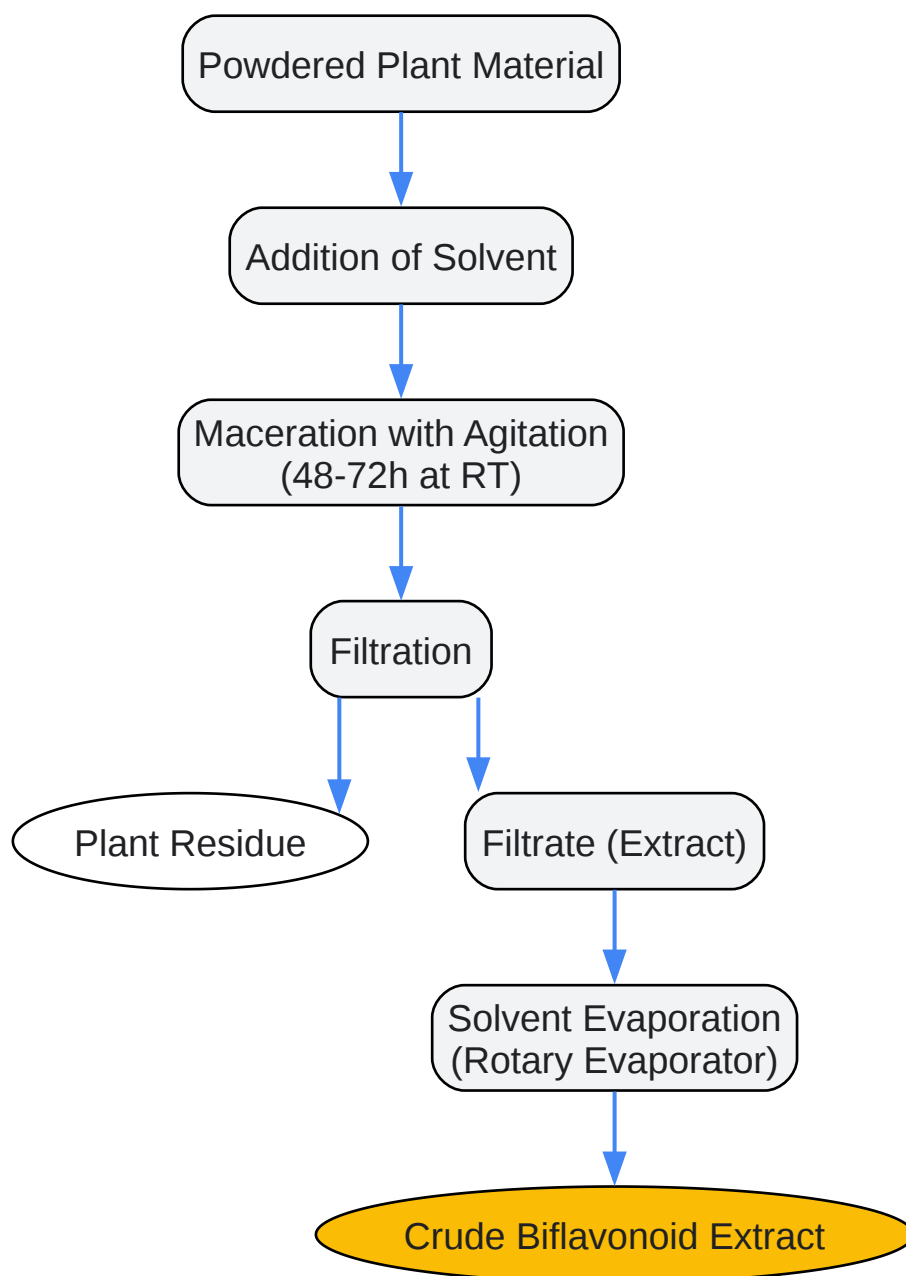 Powdered Plant Material
Addition of Solvent
Maceration with Agitation
(48-72h at RT)
Filtration
Plant Residue
Filtrate (Extract)
Solvent Evaporation
(Rotary Evaporator)
Crude Biflavonoid Extract